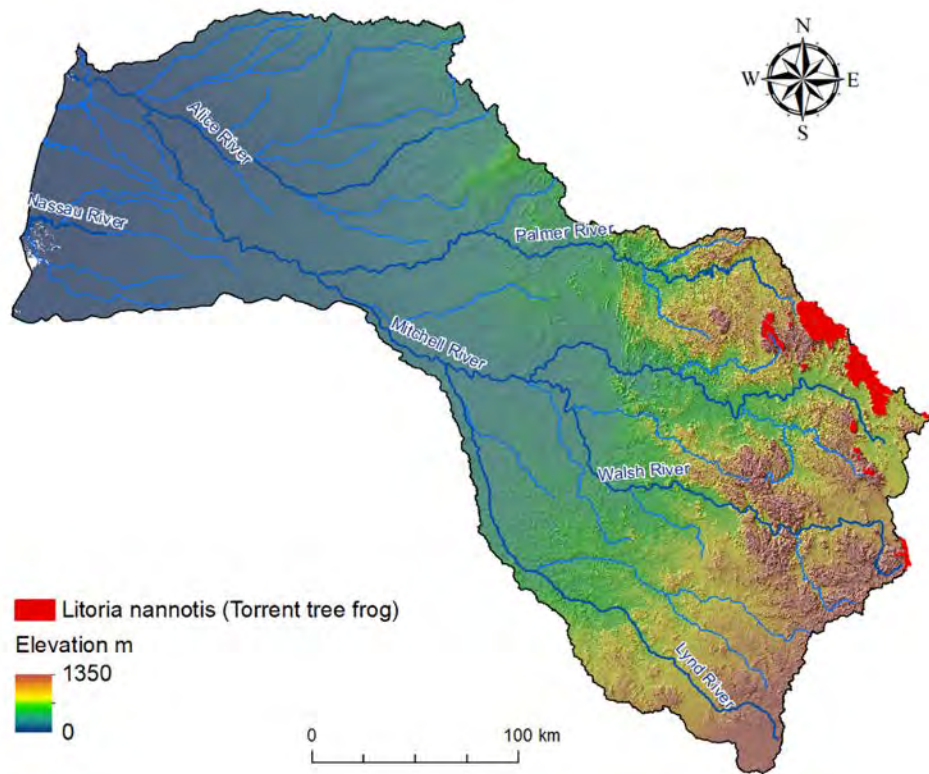 N
W E
S
Alice River
Nassau River
Palmer River
Mitchell River
Walsh River
Lynd River
Litoria nannotis (Torrent tree frog)
Elevation m
1350
0
0 100 km